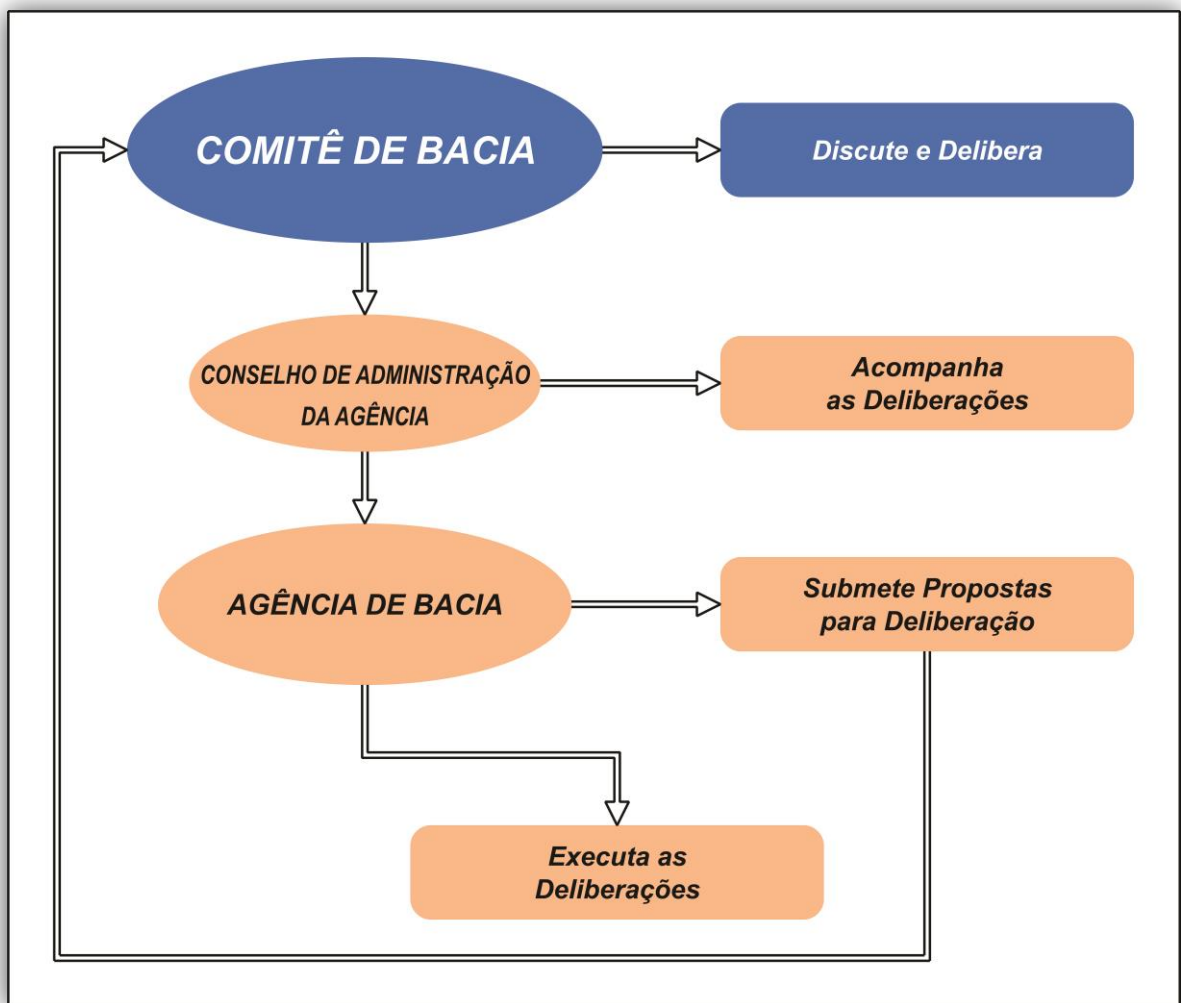 COMITÊ DE BACIA
Discute e Delibera
CONSELHO DE ADMINISTRAÇÃO
DA AGÊNCIA
Acompanha
as Deliberações
AGÊNCIA DE BACIA
Submete Propostas
para Deliberação
Executa as
Deliberações